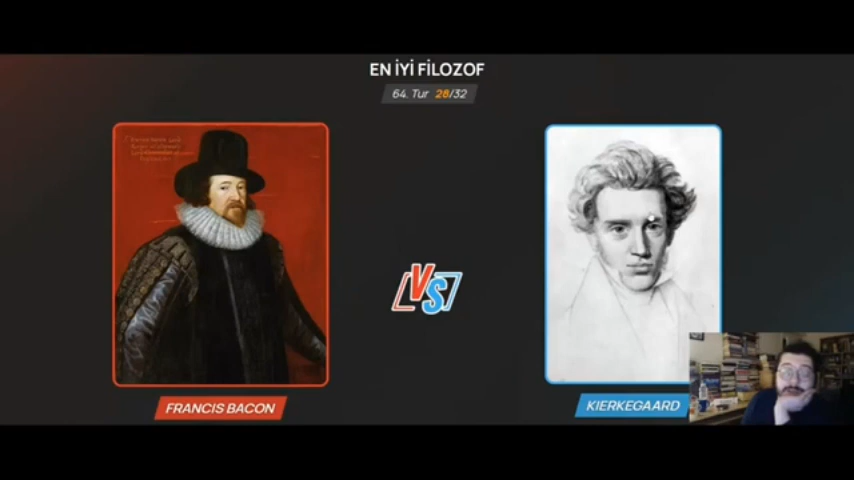 EN İYİ FİLOZOF
64. Tur 28/32
VS
FRANCIS BACON
KIERKEGAARD